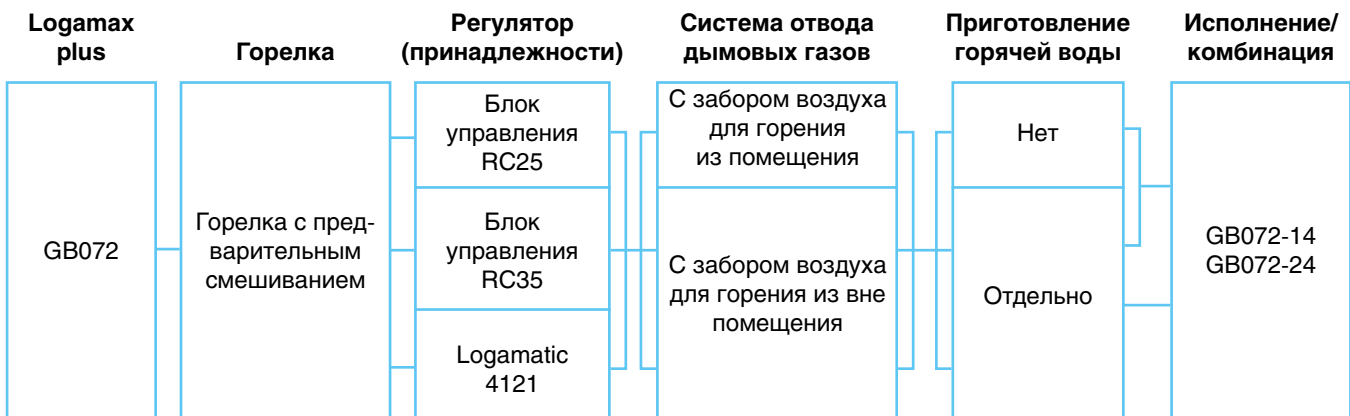 Logamax
plus
Горелка
Регулятор
(принадлежности)
Система отвода
дымовых газов
Приготовление
горячей воды
Исполнение/
комбинация
GB072
Горелка с пред-
варительным
смешиванием
Блок
управления
RC25
Блок
управления
RC35
Logamatic
4121
С забором воздуха
для горения
из помещения
С забором воздуха
для горения из вне
помещения
Нет
Отдельно
GB072-14
GB072-24